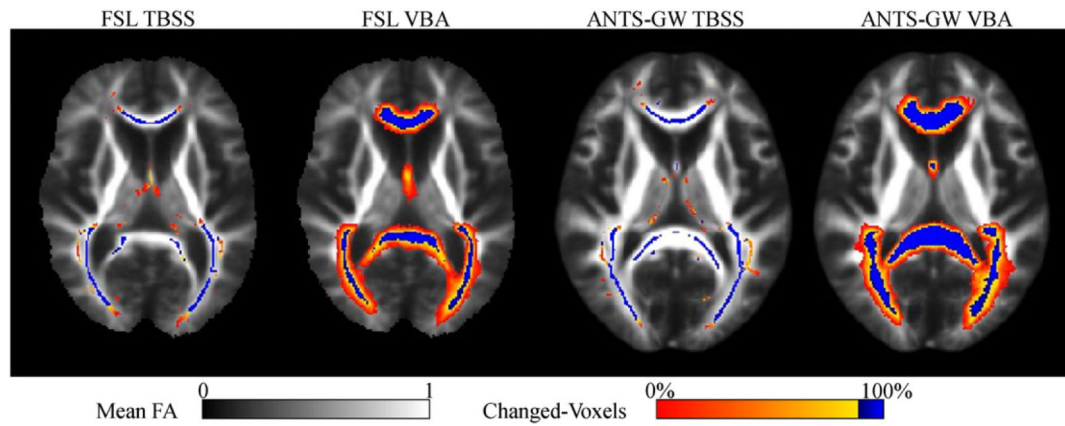 FSL TBSS FSL VBA ANTS-GW TBSS ANTS-GW VBA
0 1 0% 100%
Mean FA Changed-Voxels